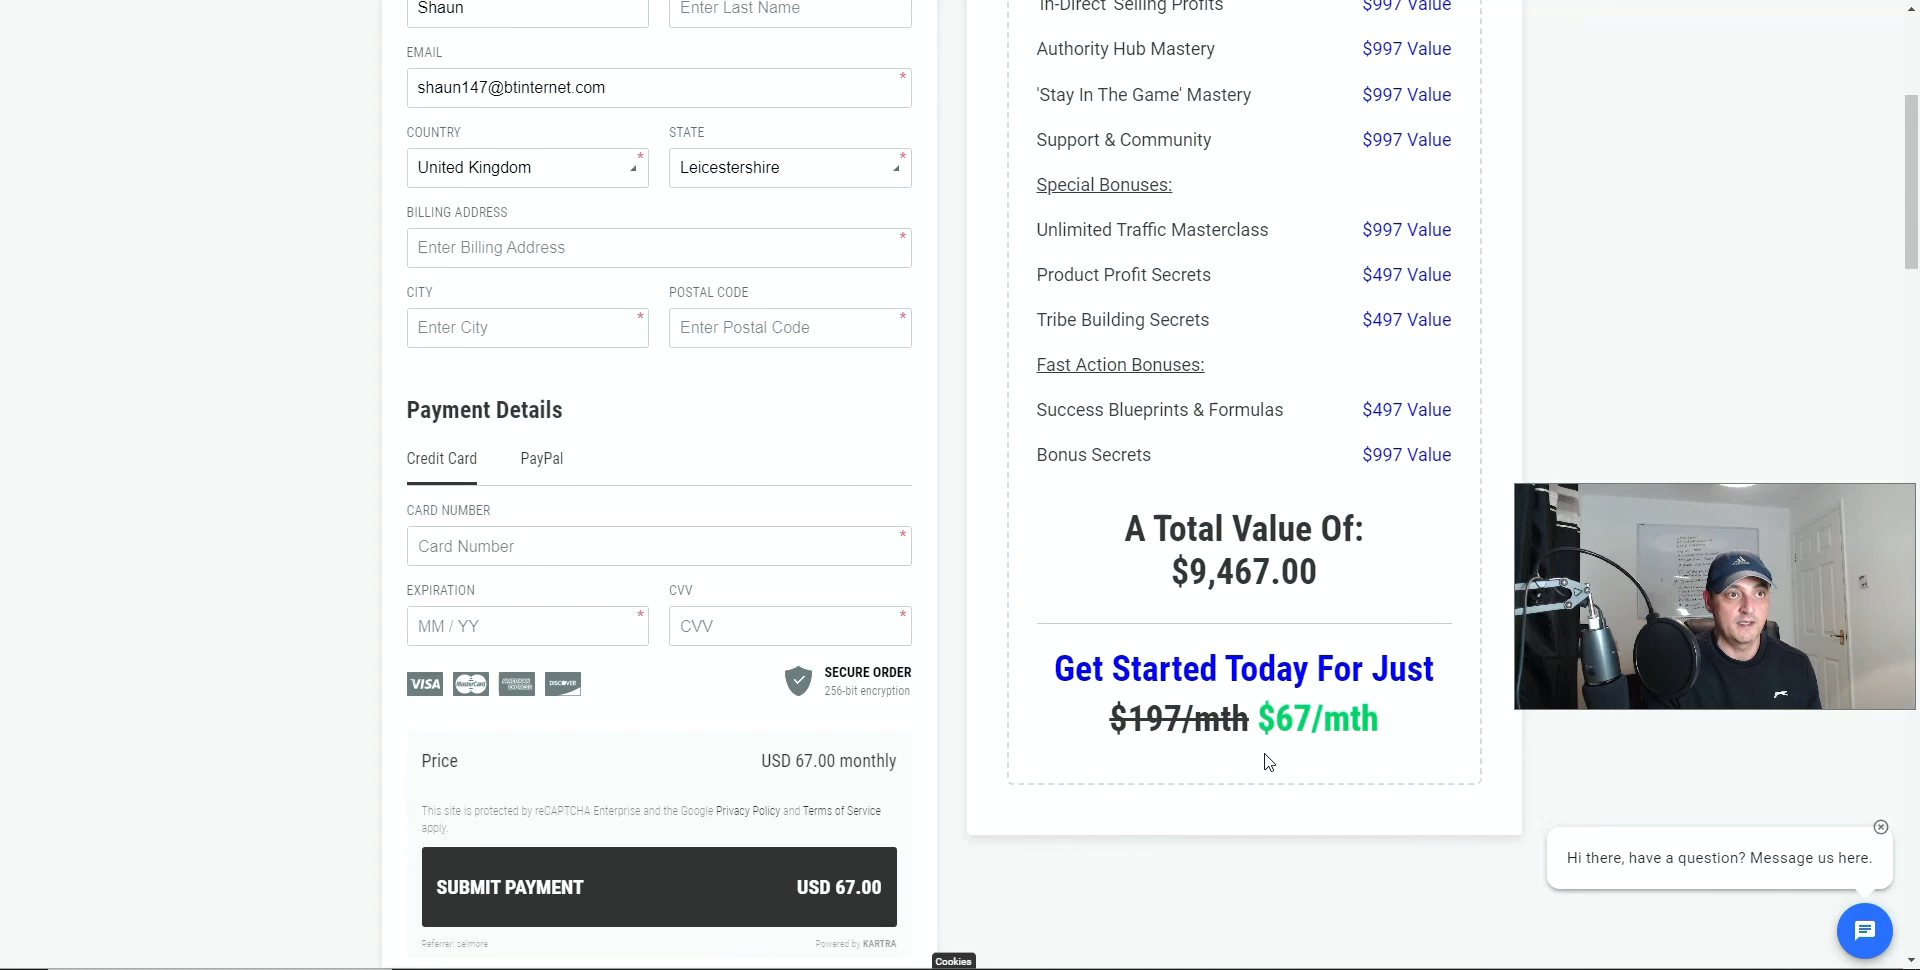 Shaun
Enter Last Name
EMAIL
shaun147@btinternet.com
*
COUNTRY
STATE
United Kingdom
*
Leicestershire
*
BILLING ADDRESS
Enter Billing Address
*
CITY
POSTAL CODE
Enter City
*
Enter Postal Code
*
Payment Details
Credit Card
PayPal
CARD NUMBER
Card Number
*
EXPIRATION
CVV
MM / YY
*
CVV
*
VISA
MasterCard
AMERICAN EXPRESS
DISCOVER
SECURE ORDER
256-bit encryption
Price
USD 67.00 monthly
This site is protected by reCAPTCHA Enterprise and the Google Privacy Policy and Terms of Service
apply.
SUBMIT PAYMENT
USD 67.00
Referrer: selmore
Powered by KARTRA
Cookies
'In-Direct' Selling Profits
$997 Value
Authority Hub Mastery
$997 Value
'Stay In The Game' Mastery
$997 Value
Support & Community
$997 Value
Special Bonuses:
Unlimited Traffic Masterclass
$997 Value
Product Profit Secrets
$497 Value
Tribe Building Secrets
$497 Value
Fast Action Bonuses:
Success Blueprints & Formulas
$497 Value
Bonus Secrets
$997 Value
A Total Value Of:
$9,467.00
Get Started Today For Just
$197/mth $67/mth
Hi there, have a question? Message us here.